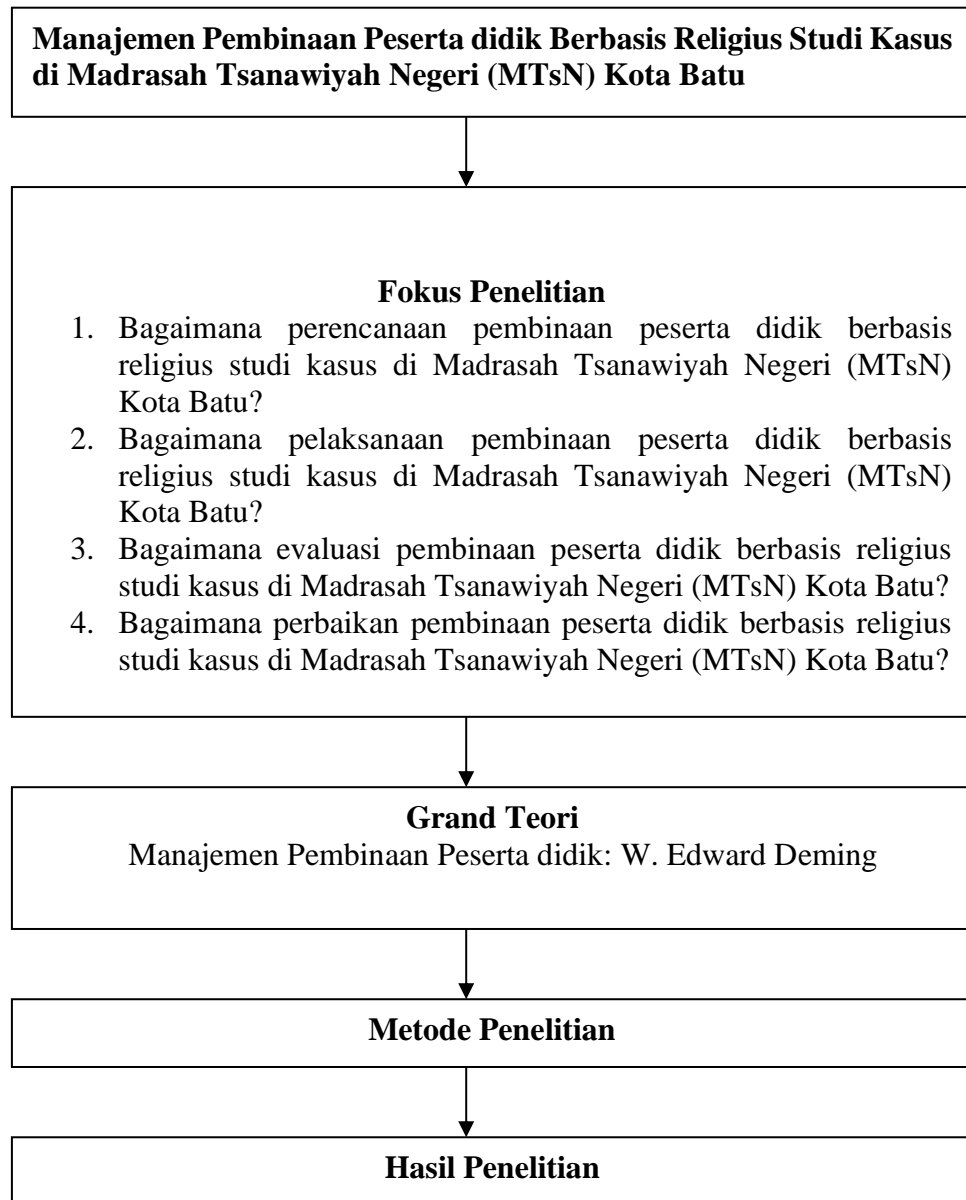 Manajemen Pembinaan Peserta didik Berbasis Religius Studi Kasus
di Madrasah Tsanawiyah Negeri (MTsN) Kota Batu
Fokus Penelitian
1. Bagaimana perencanaan pembinaan peserta didik berbasis
religius studi kasus di Madrasah Tsanawiyah Negeri (MTsN)
Kota Batu?
2. Bagaimana pelaksanaan pembinaan peserta didik berbasis
religius studi kasus di Madrasah Tsanawiyah Negeri (MTsN)
Kota Batu?
3. Bagaimana evaluasi pembinaan peserta didik berbasis religius
studi kasus di Madrasah Tsanawiyah Negeri (MTsN) Kota Batu?
4. Bagaimana perbaikan pembinaan peserta didik berbasis religius
studi kasus di Madrasah Tsanawiyah Negeri (MTsN) Kota Batu?
Grand Teori
Manajemen Pembinaan Peserta didik: W. Edward Deming
Metode Penelitian
Hasil Penelitian